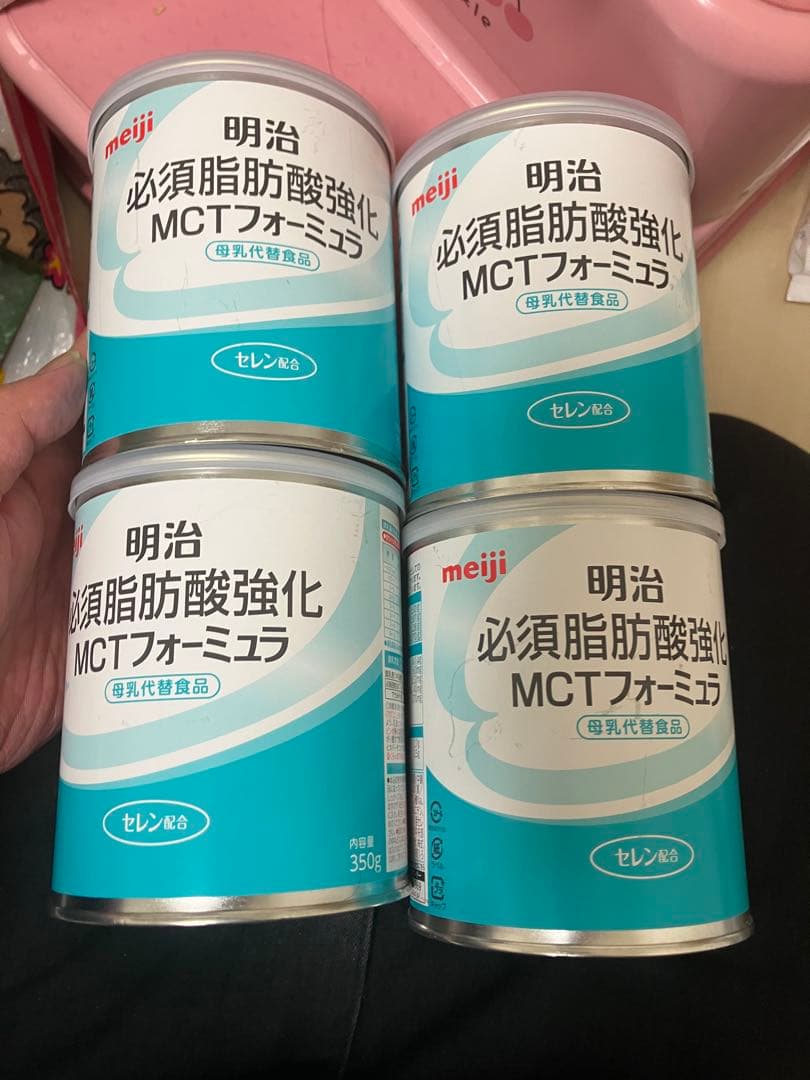 meiji
明治
必須脂肪酸強化
MCTフォーミュラ
母乳代替食品
セレン配合
meiji
明治
必須脂肪酸強化
MCTフォーミュラ
母乳代替食品
セレン配合
ji
明治
必須脂肪酸強化
MCTフォーミュラ
母乳代替食品
セレン配合
内容量
350g
meiji
明治
必須脂肪酸強化
MCTフォーミュラ
母乳代替食品
セレン配合